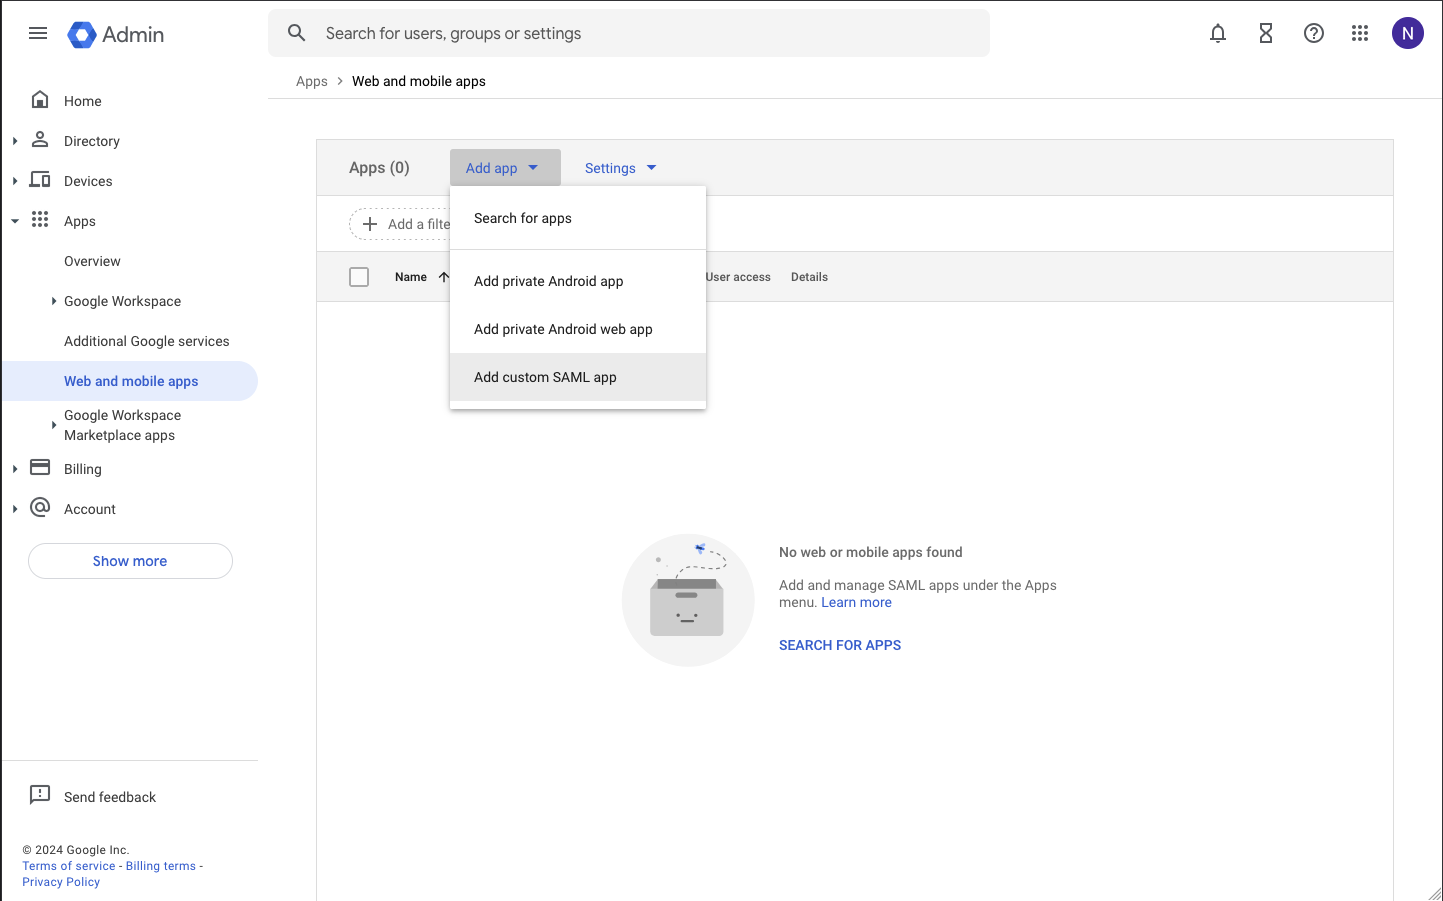 Admin
Search for users, groups or settings
N
Apps > Web and mobile apps
Home
Directory
Devices
Apps
Overview
Google Workspace
Additional Google services
Web and mobile apps
Google Workspace
Marketplace apps
Billing
Account
Show more
Send feedback
© 2024 Google Inc.
Terms of service - Billing terms -
Privacy Policy
Apps (0)
Add app
Settings
Search for apps
Add private Android app
Add private Android web app
Add custom SAML app
Add a filte
Name
User access
Details
No web or mobile apps found
Add and manage SAML apps under the Apps
menu. Learn more
SEARCH FOR APPS